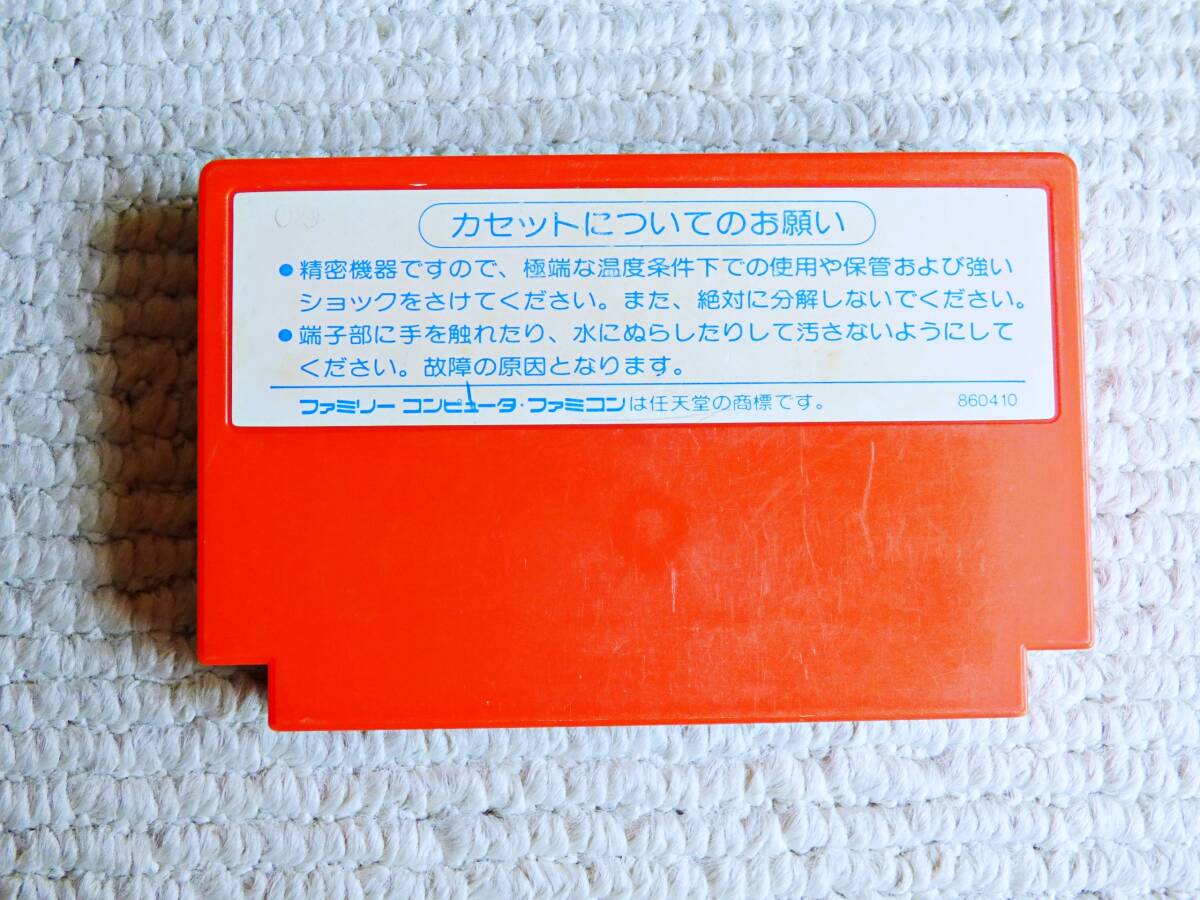 カセットについてのお願い
●精密機器ですので、極端な温度条件下での使用や保管および強い
ショックをさけてください。また、絶対に分解しないでください。
●端子部に手を触れたり、水にぬらしたりして汚さないようにして
ください。故障の原因となります。
ファミリー コンピュータ・ファミコンは任天堂の商標です。 860410